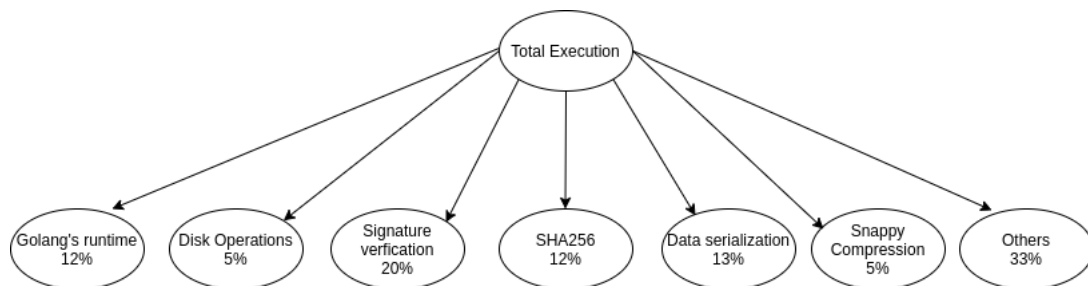 Total Execution
Golang's runtime
12%
Disk Operations
5%
Signature
verfication
20%
SHA256
12%
Data serialization
13%
Snappy
Compression
5%
Others
33%